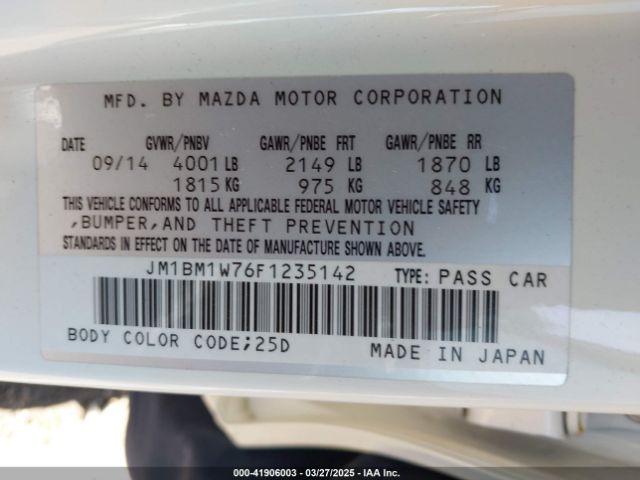 MFD. BY MAZDA MOTOR CORPORATION
DATE GVWR/PNBV GAWR/PNBE FRT GAWR/PNBE RR
09/14 4001 LB 2149 LB 1870 LB
1815 KG 975 KG 848 KG
THIS VEHICLE CONFORMS TO ALL APPLICABLE FEDERAL MOTOR VEHICLE SAFETY
,BUMPER,AND THEFT PREVENTION
STANDARDS IN EFFECT ON THE DATE OF MANUFACTURE SHOWN ABOVE.
JM1BM1W76F1235142 TYPE: PASS CAR
BODY COLOR CODE;25D MADE IN JAPAN
000-41906003 - 03/27/2025 - IAA Inc.